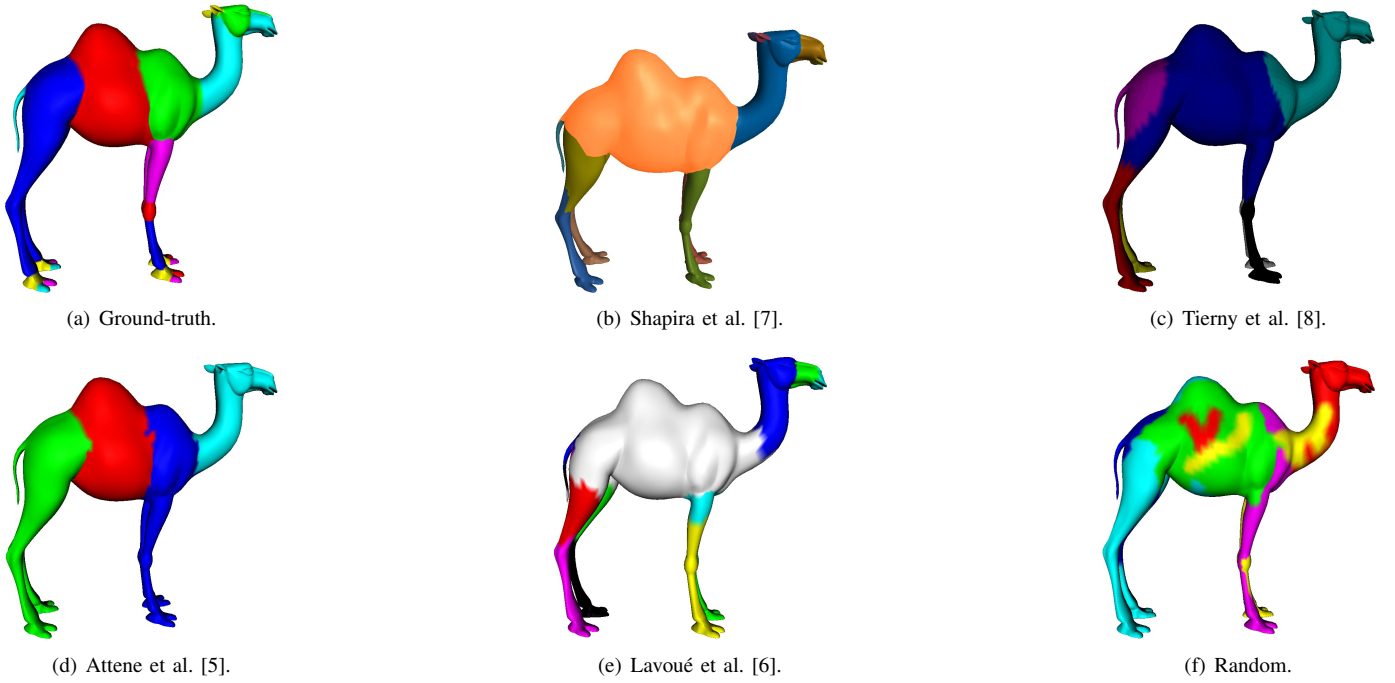 (a) Ground-truth.
(b) Shapira et al. [7].
(c) Tierny et al. [8].
(d) Attene et al. [5].
(e) Lavoué et al. [6].
(f) Random.